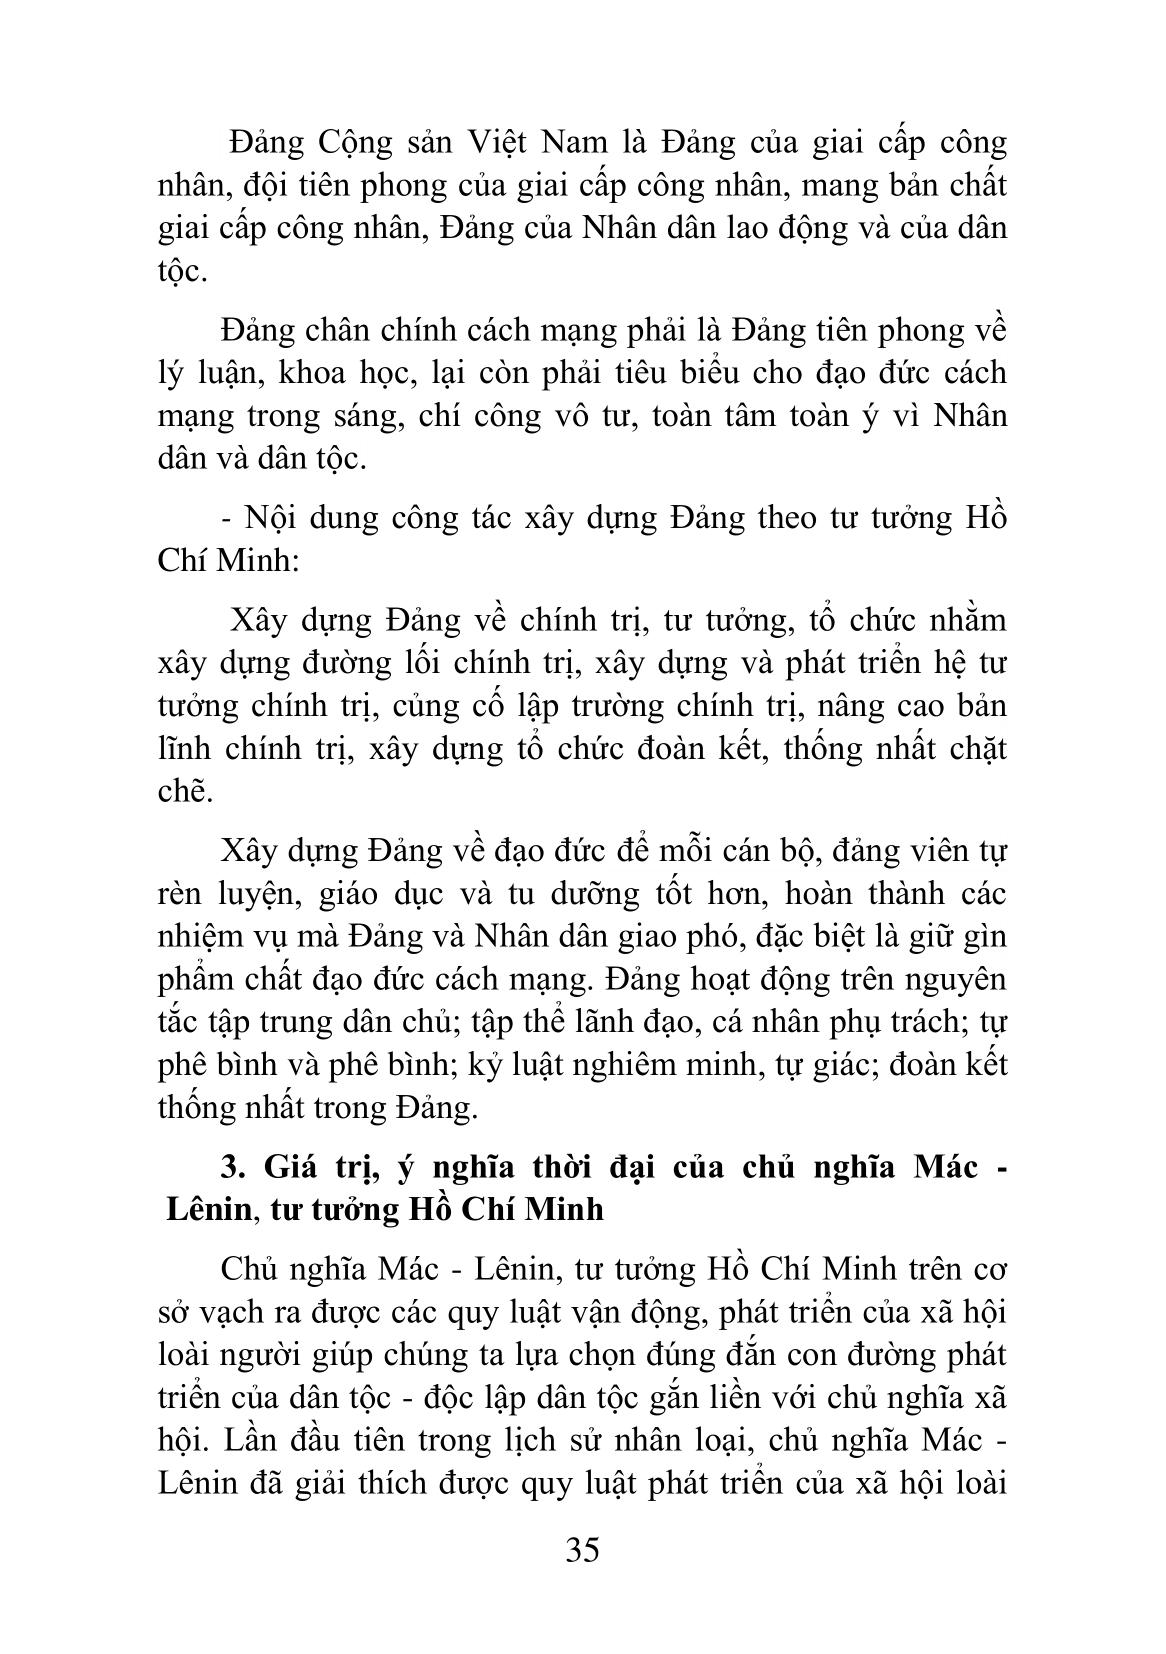 Đảng Cộng sản Việt Nam là Đảng của giai cấp công
nhân, đội tiên phong của giai cấp công nhân, mang bản chất
giai cấp công nhân, Đảng của Nhân dân lao động và của dân
tộc.
Đảng chân chính cách mạng phải là Đảng tiên phong về
lý luận, khoa học, lại còn phải tiêu biểu cho đạo đức cách
mạng trong sáng, chí công vô tư, toàn tâm toàn ý vì Nhân
dân và dân tộc.
- Nội dung công tác xây dựng Đảng theo tư tưởng Hồ
Chí Minh:
Xây dựng Đảng về chính trị, tư tưởng, tổ chức nhằm
xây dựng đường lối chính trị, xây dựng và phát triển hệ tư
tưởng chính trị, củng cố lập trường chính trị, nâng cao bản
lĩnh chính trị, xây dựng tổ chức đoàn kết, thống nhất chặt
chẽ.
Xây dựng Đảng về đạo đức để mỗi cán bộ, đảng viên tự
rèn luyện, giáo dục và tu dưỡng tốt hơn, hoàn thành các
nhiệm vụ mà Đảng và Nhân dân giao phó, đặc biệt là giữ gìn
phẩm chất đạo đức cách mạng. Đảng hoạt động trên nguyên
tắc tập trung dân chủ; tập thể lãnh đạo, cá nhân phụ trách; tự
phê bình và phê bình; kỷ luật nghiêm minh, tự giác; đoàn kết
thống nhất trong Đảng.
3. Giá trị, ý nghĩa thời đại của chủ nghĩa Mác -
Lênin, tư tưởng Hồ Chí Minh
Chủ nghĩa Mác - Lênin, tư tưởng Hồ Chí Minh trên cơ
sở vạch ra được các quy luật vận động, phát triển của xã hội
loài người giúp chúng ta lựa chọn đúng đắn con đường phát
triển của dân tộc - độc lập dân tộc gắn liền với chủ nghĩa xã
hội. Lần đầu tiên trong lịch sử nhân loại, chủ nghĩa Mác -
Lênin đã giải thích được quy luật phát triển của xã hội loài
35